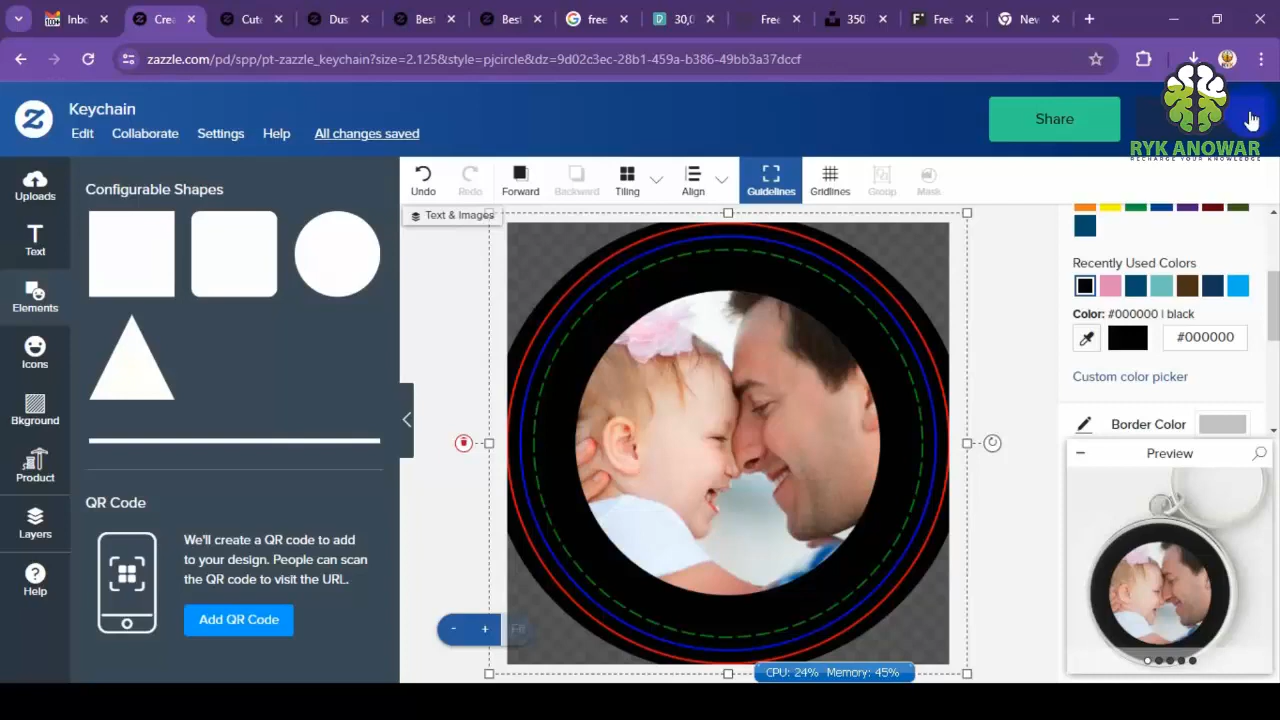 100+
Inbo
Crea
Cute
Dus
Best
Best
free
30,0
Free
350
Free
Nev
zazzle.com/pd/spp/pt-zazzle_keychain?size=2.125&style=pjcircle&dz=9d02c3ec-28b1-459a-b386-49bb3a37dccf
Keychain
Edit Collaborate Settings Help All changes saved
Share
RYK ANOWAR
RECHARGE YOUR KNOWLEDGE
Uploads
Text
Elements
Icons
Bkground
Product
Layers
Help
Configurable Shapes
QR Code
We'll create a QR code to add
to your design. People can scan
the QR code to visit the URL.
Add QR Code
Undo Redo Forward Backward Tiling Align Guidelines Gridlines Group Mask
Text & Images
Fit
CPU: 24% Memory: 45%
Recently Used Colors
Color: #000000 | black
#000000
Custom color picker
Border Color
Preview